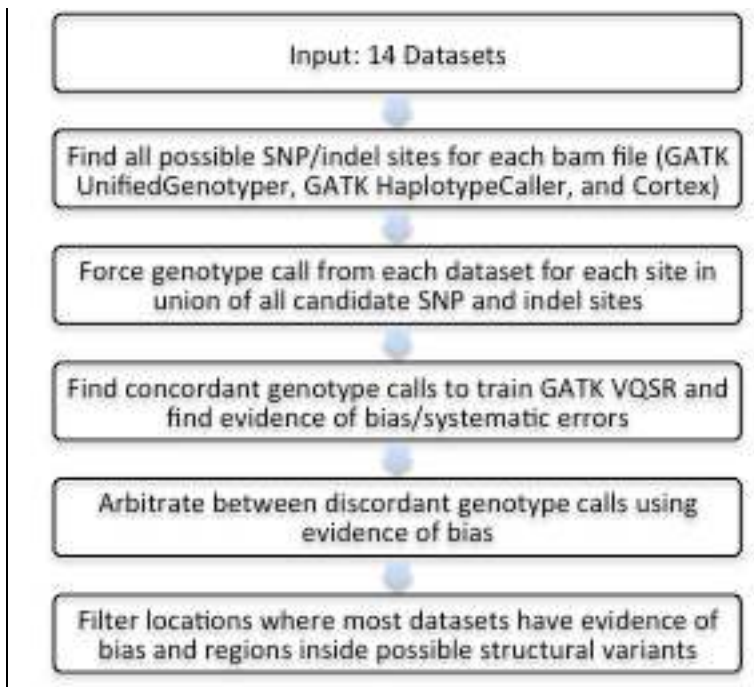 Input: 14 Datasets
Find all possible SNP/indel sites for each bam file (GATK
UnifiedGenotyper, GATK HaplotypeCaller, and Cortex)
Force genotype call from each dataset for each site in
union of all candidate SNP and indel sites
Find concordant genotype calls to train GATK VQSR and
find evidence of bias/systematic errors
Arbitrate between discordant genotype calls using
evidence of bias
Filter locations where most datasets have evidence of
bias and regions inside possible structural variants